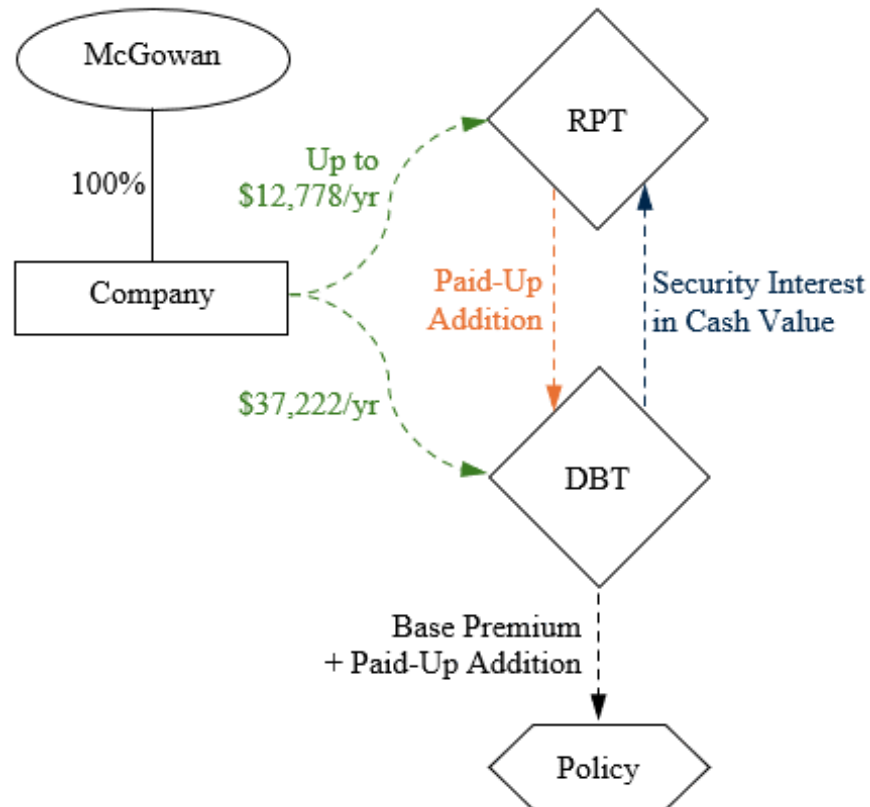 McGowan
RPT
Up to
$12,778/yr
100%
Paid-Up
Addition
Security Interest
in Cash Value
Company
$37,222/yr
DBT
Base Premium
+ Paid-Up Addition
Policy